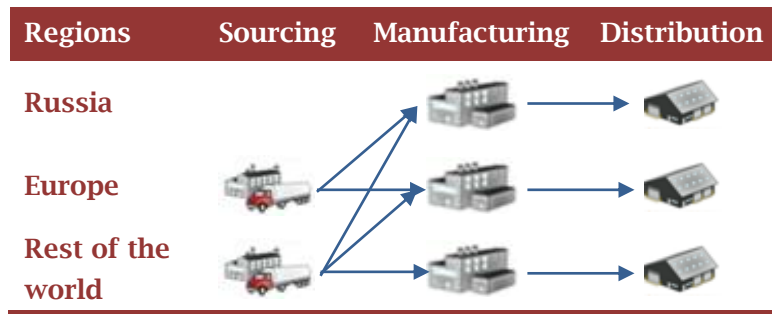 Regions Sourcing Manufacturing Distribution
Russia
Europe
Rest of the
world